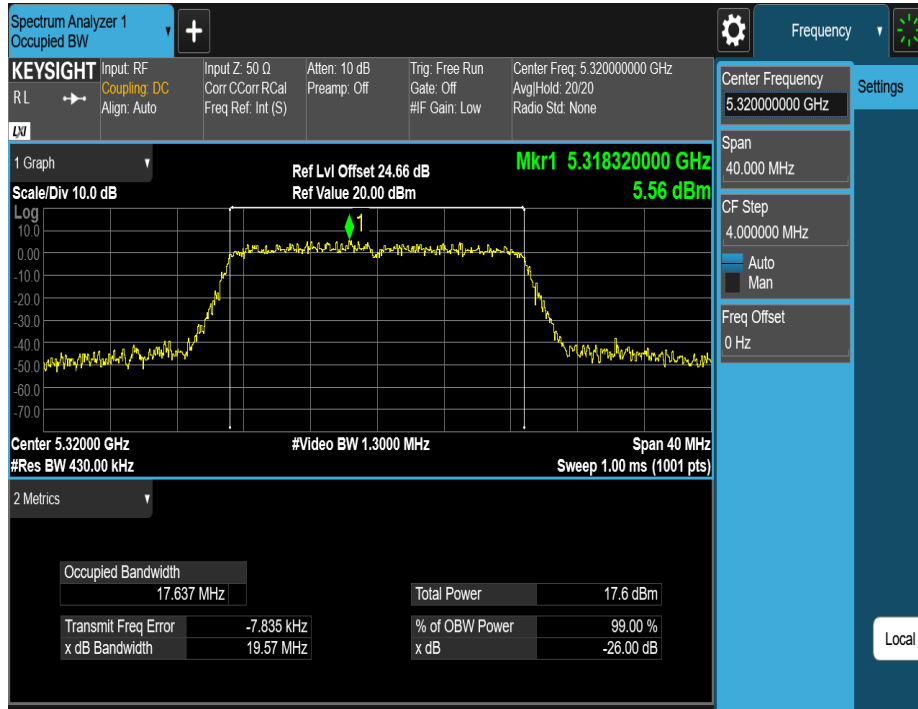 Spectrum Analyzer 1
Occupied BW
+
Frequency
KEYSIGHT
R L
LXI
Input: RF
Coupling: DC
Align: Auto
Input Z: 50 Ω
Corr CCorr RCal
Freq Ref: Int (S)
Atten: 10 dB
Preamp: Off
Trig: Free Run
Gate: Off
#IF Gain: Low
Center Freq: 5.320000000 GHz
Avg|Hold: 20/20
Radio Std: None
Center Frequency
5.320000000 GHz
Settings
Span
40.000 MHz
CF Step
4.000000 MHz
Auto
Man
Freq Offset
0 Hz
Local
1 Graph
Scale/Div 10.0 dB
Ref Lvl Offset 24.66 dB
Ref Value 20.00 dBm
Mkr1 5.318320000 GHz
5.56 dBm
Log
10.0
0.00
-10.0
-20.0
-30.0
-40.0
-50.0
-60.0
-70.0
1
Center 5.32000 GHz
#Video BW 1.3000 MHz
Span 40 MHz
#Res BW 430.00 kHz
Sweep 1.00 ms (1001 pts)
2 Metrics
Occupied Bandwidth
17.637 MHz
Total Power 17.6 dBm
Transmit Freq Error -7.835 kHz
% of OBW Power 99.00 %
x dB Bandwidth 19.57 MHz
x dB -26.00 dB